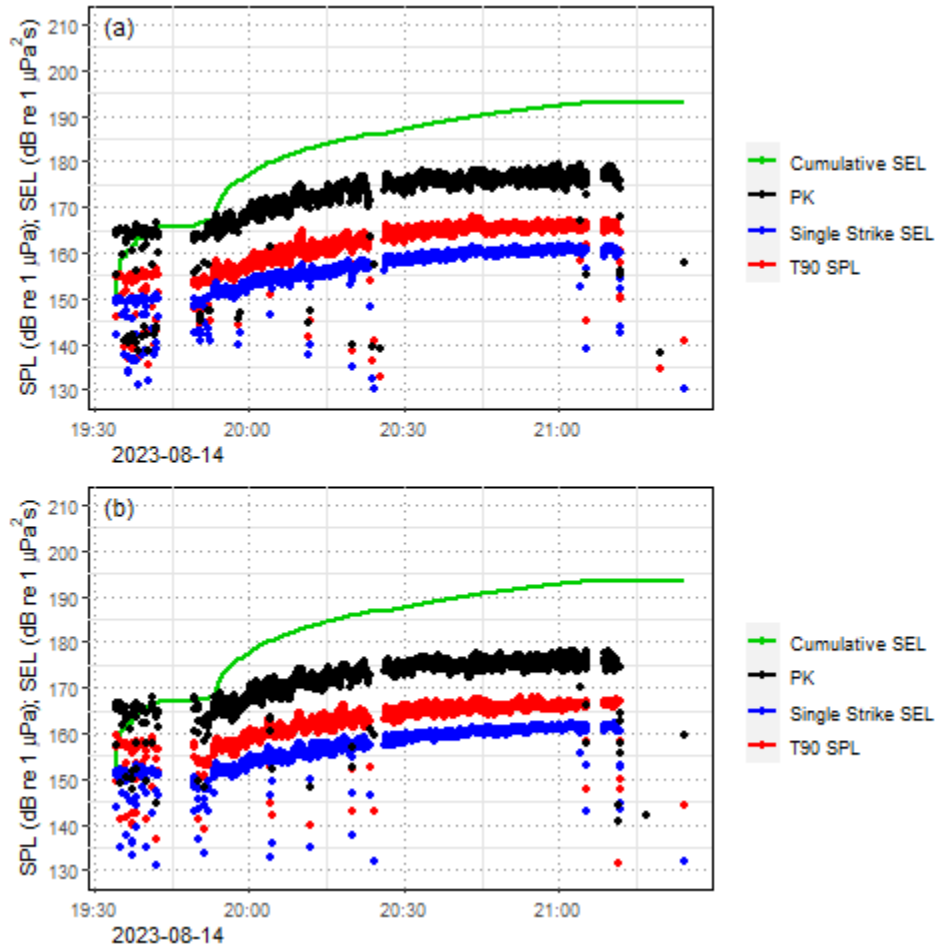 (a)
SPL (dB re 1 µPa); SEL (dB re 1 µPa²s)
210
200
190
180
170
160
150
140
130
19:30
20:00
20:30
21:00
2023-08-14
Cumulative SEL
PK
Single Strike SEL
T90 SPL
(b)
SPL (dB re 1 µPa); SEL (dB re 1 µPa²s)
210
200
190
180
170
160
150
140
130
19:30
20:00
20:30
21:00
2023-08-14
Cumulative SEL
PK
Single Strike SEL
T90 SPL